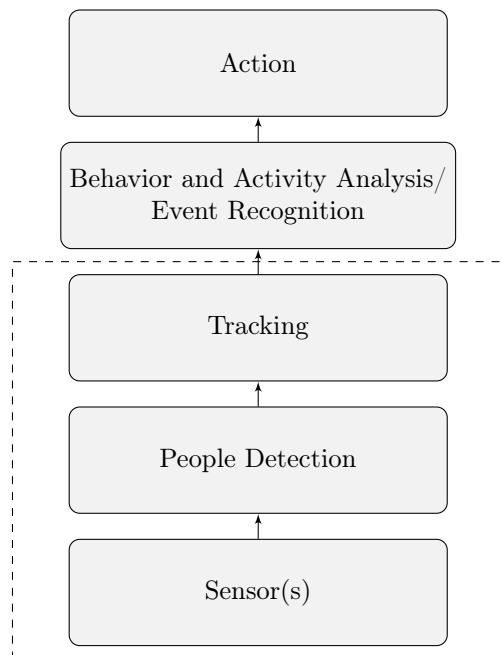 Action
Behavior and Activity Analysis/
Event Recognition
Tracking
People Detection
Sensor(s)